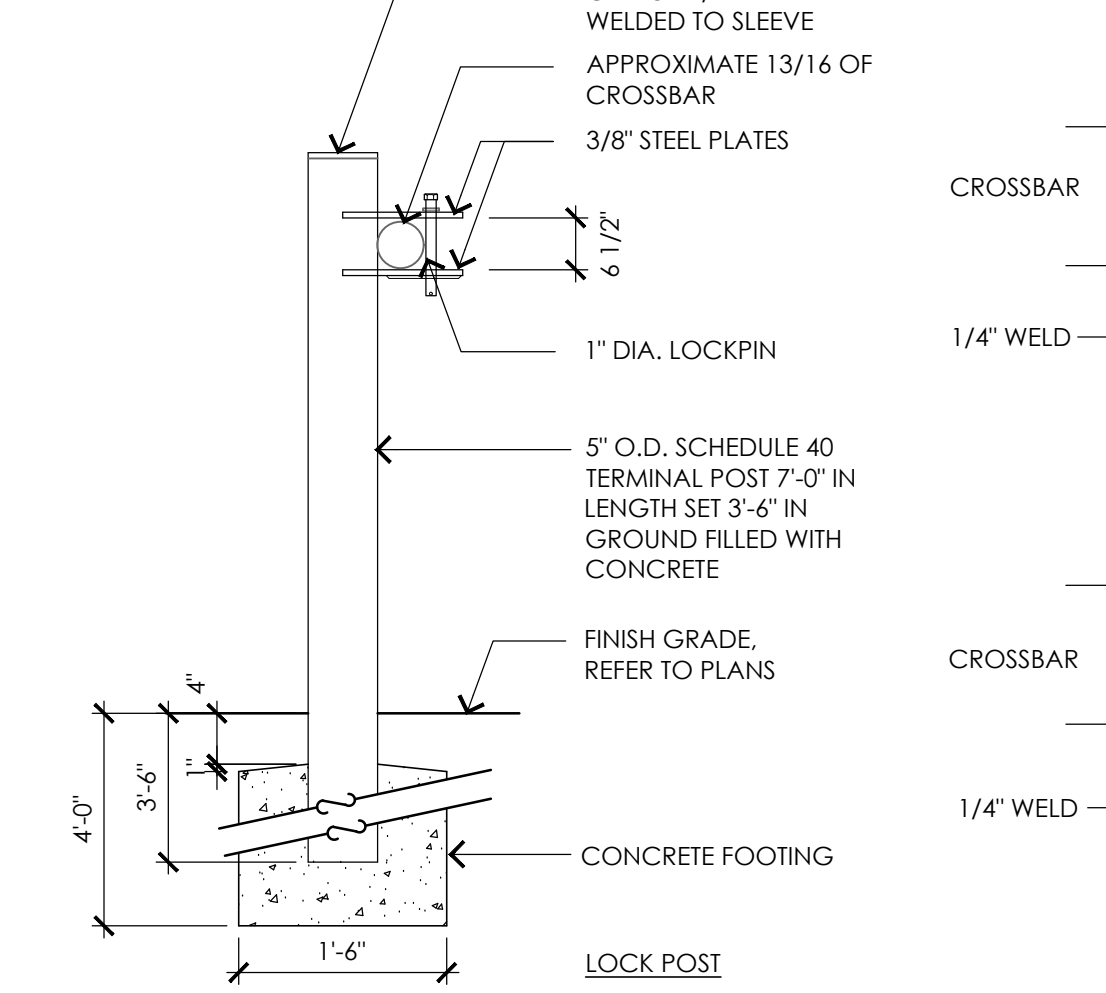 WELDED TO SLEEVE
APPROXIMATE 13/16 OF
CROSSBAR
3/8" STEEL PLATES
6 1/2"
1" DIA. LOCKPIN
5" O.D. SCHEDULE 40
TERMINAL POST 7'-0" IN
LENGTH SET 3'-6" IN
GROUND FILLED WITH
CONCRETE
FINISH GRADE,
REFER TO PLANS
4"
1"
3'-6"
4'-0"
CONCRETE FOOTING
1'-6"
LOCK POST
CROSSBAR
1/4" WELD
CROSSBAR
1/4" WELD